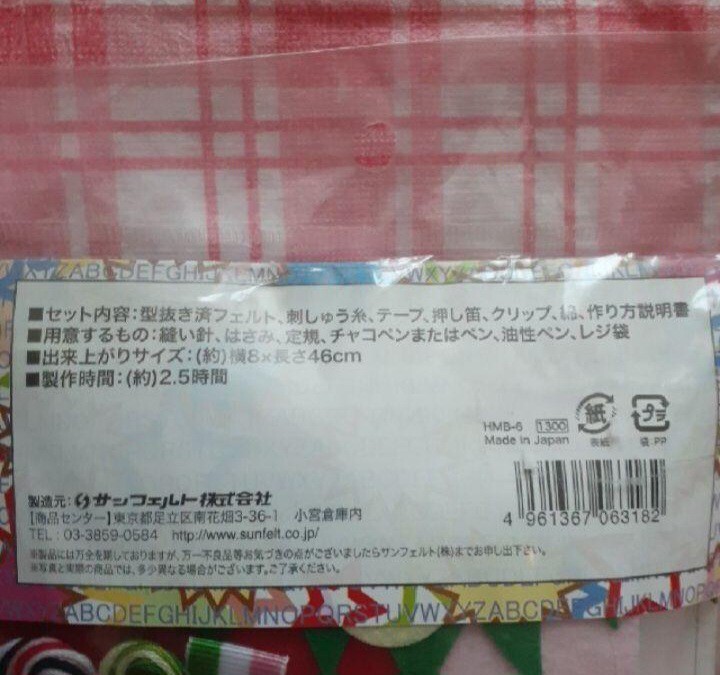 XYZABCDEFGHIJKLMN
WXYZABCDEFGHIJKLM
■セット内容:型抜き済フェルト、刺しゅう糸、テープ、押し笛、クリップ、綿、作り方説明書
■用意するもの:縫い針、はさみ、定規、チャコペンまたはペン、油性ペン、レジ袋
■出来上がりサイズ:(約)横8×長さ46cm
■製作時間:(約)2.5時間
HMB-6 1300
Made in Japan
紙
表紙
プラ
袋:PP
製造元:サンフェルト株式会社
【商品センター】東京都足立区南花畑3-36-1 小宮倉庫内
TEL:03-3859-0584 http://www.sunfelt.co.jp/
4 961367 063182
※製品には万全を期しておりますが、万一不良品等お気づきの点がございましたらサンフェルト(株)までお申し出下さい。
※写真と実際の商品では、多少異なる場合がございます。ご了承ください。
ABCDEFGHIJKLMNOPQRSTUVWXYZABCDEFGHIJKLMN